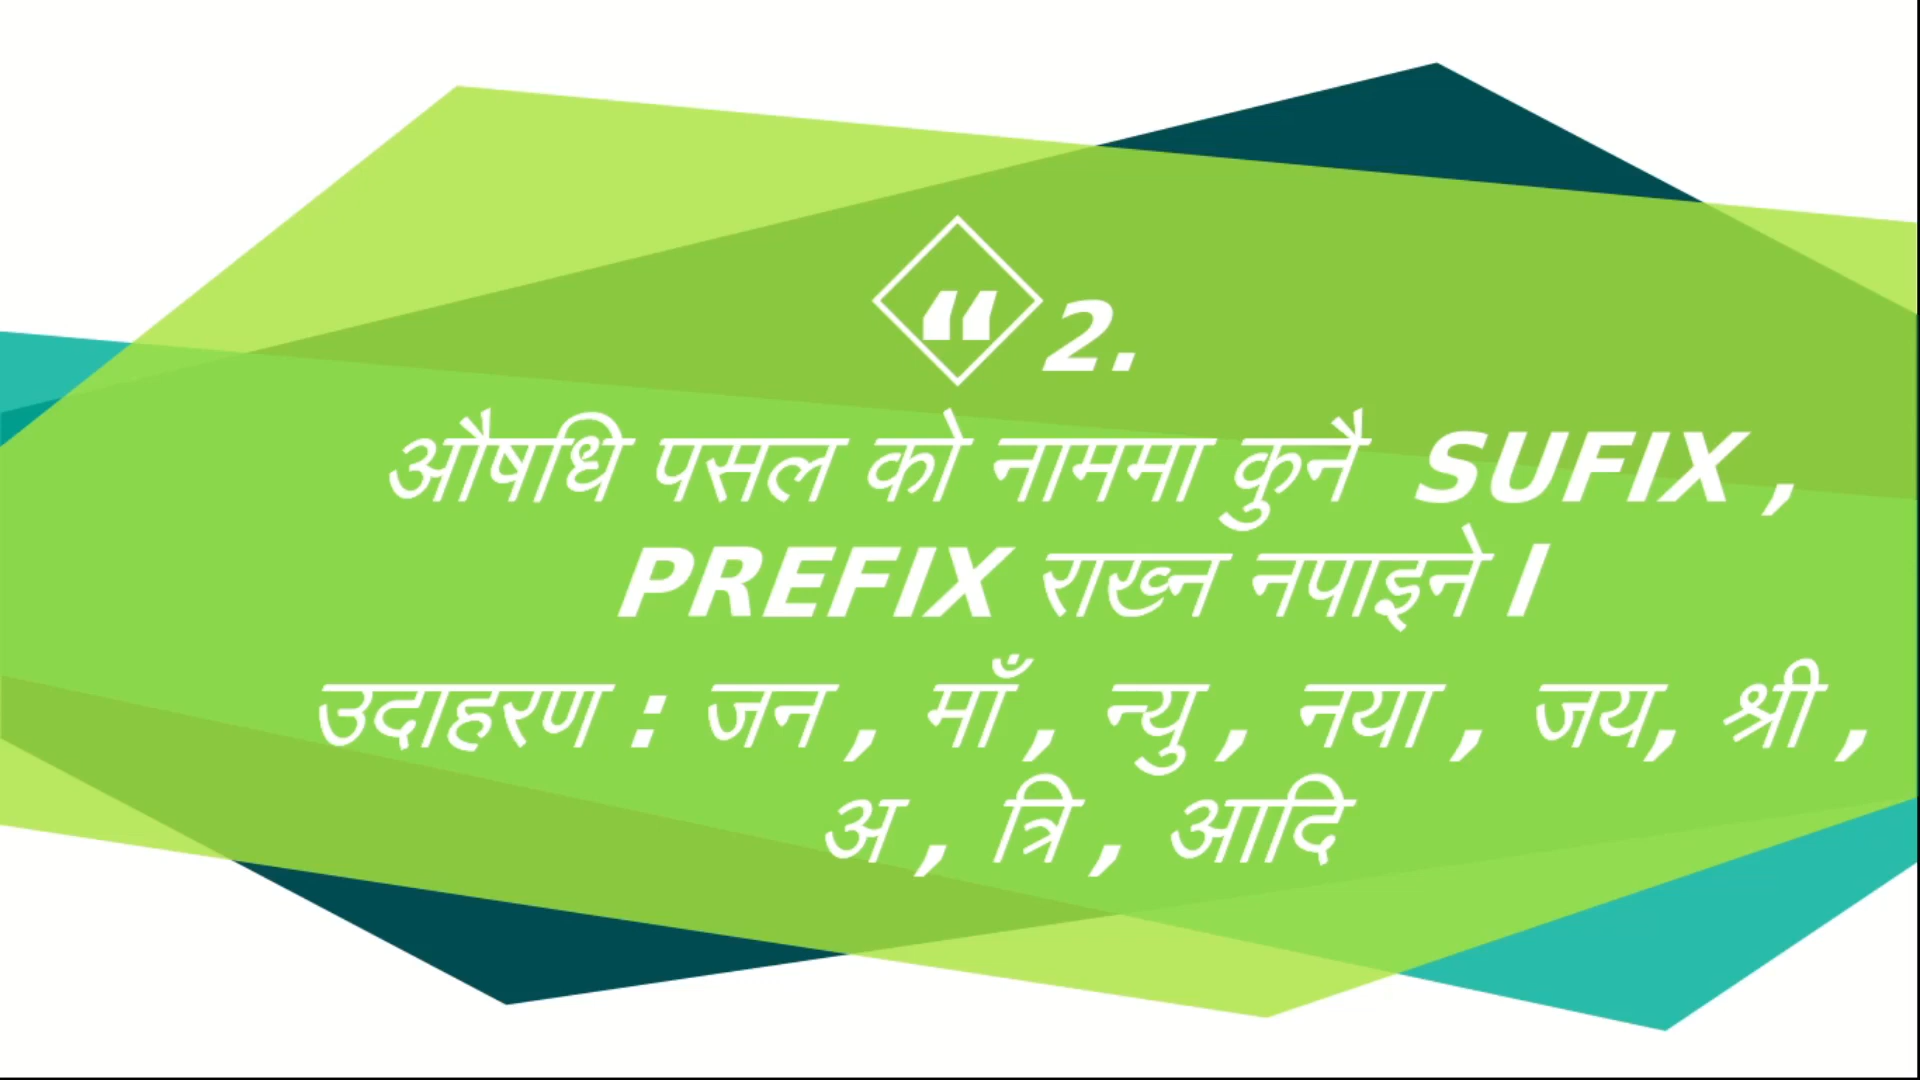 “ 2.
औषधि पसल को नाममा कुनै SUFIX ,
PREFIX राख्न नपाइने l
उदाहरण : जन , माँ , न्यु , नया , जय, श्री ,
अ , त्रि , आदि